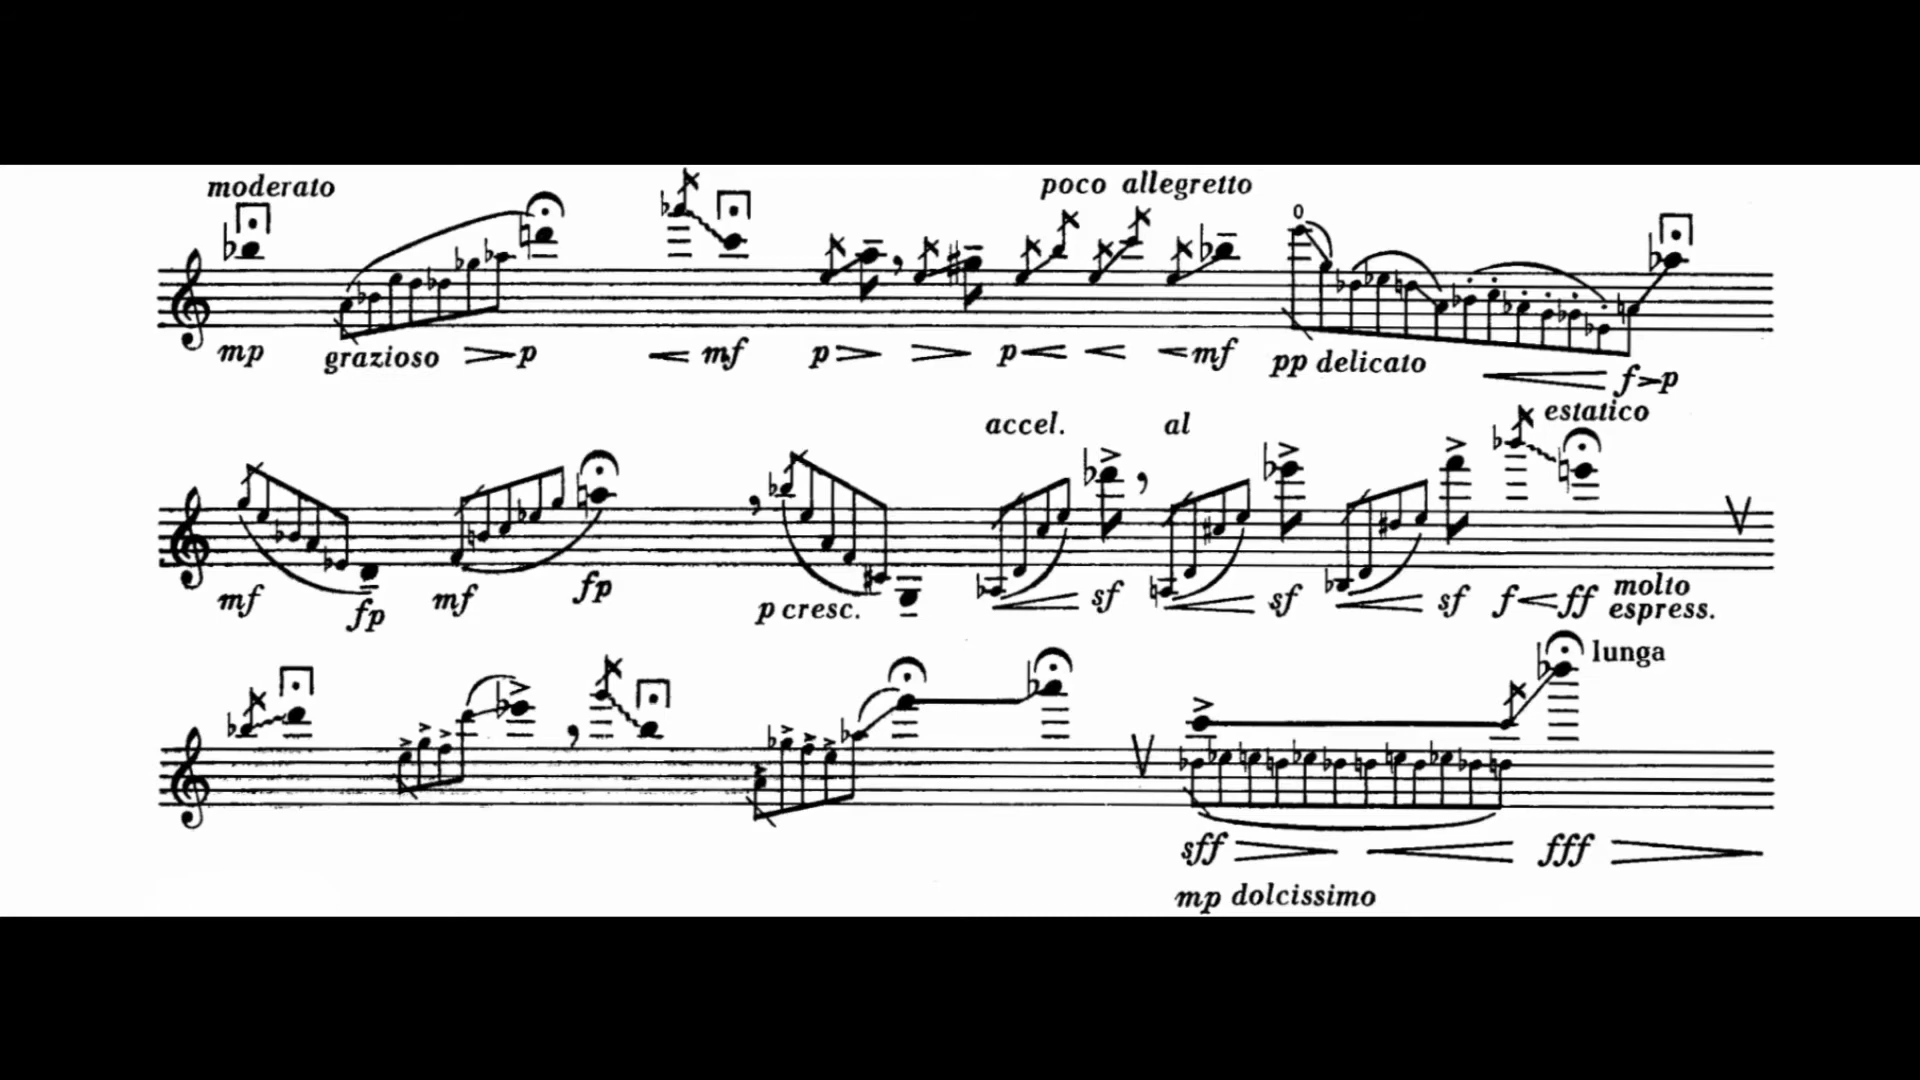 moderato
poco allegretto
0
mp grazioso p mf p p mf pp delicato
f p
accel. al estatico
mf fp mf fp p cresc. sf sf sf f ff molto
espress.
lunga
sff fff
mp dolcissimo